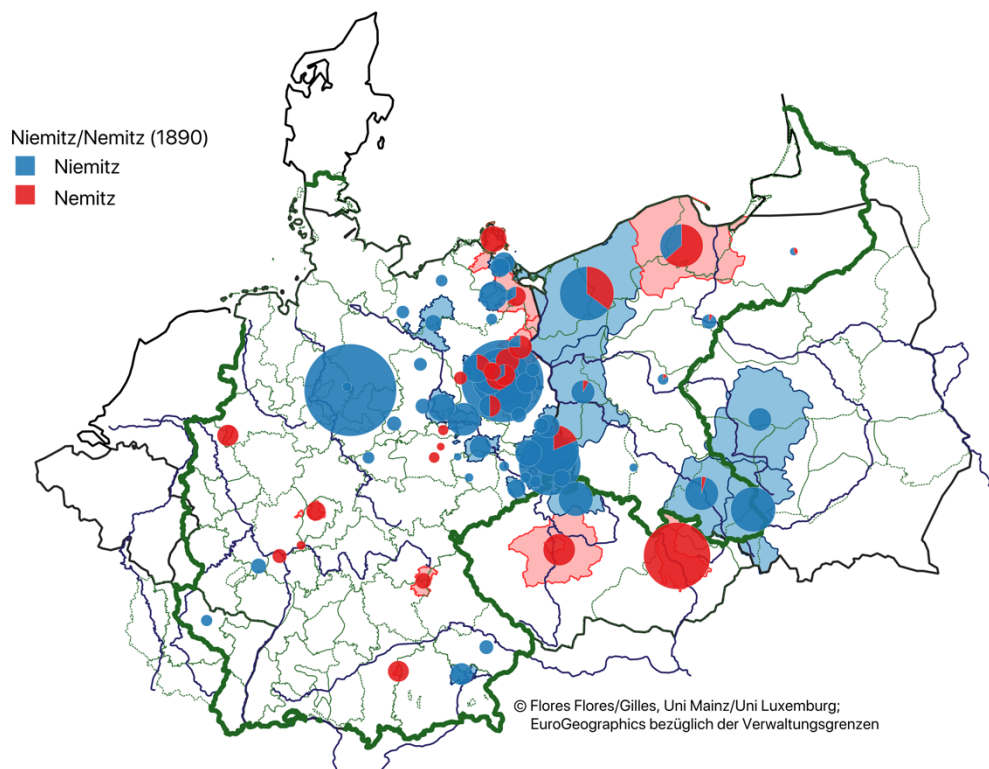 Niemitz/Nemitz (1890)
Niemitz
Nemitz
© Flores Flores/Gilles, Uni Mainz/Uni Luxemburg;
EuroGeographics bezüglich der Verwaltungsgrenzen